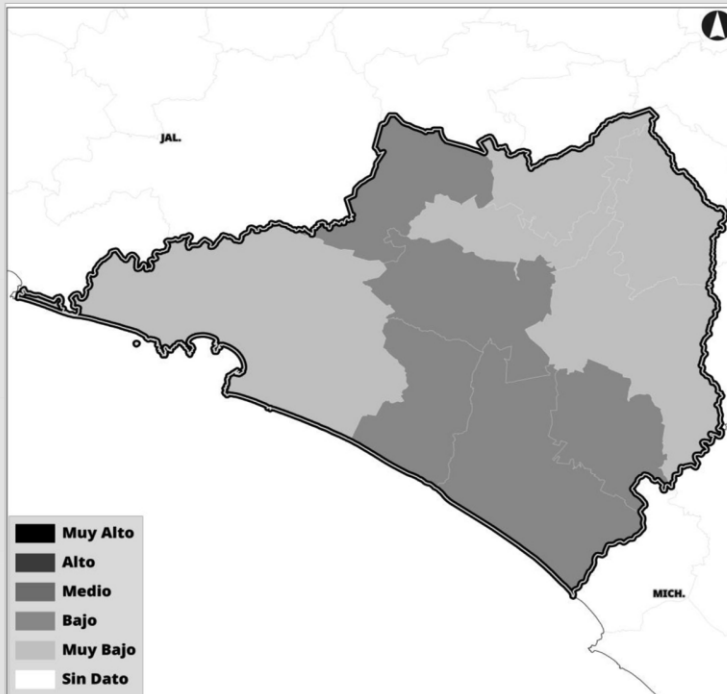 JAL.
MICH.
Muy Alto
Alto
Medio
Bajo
Muy Bajo
Sin Dato